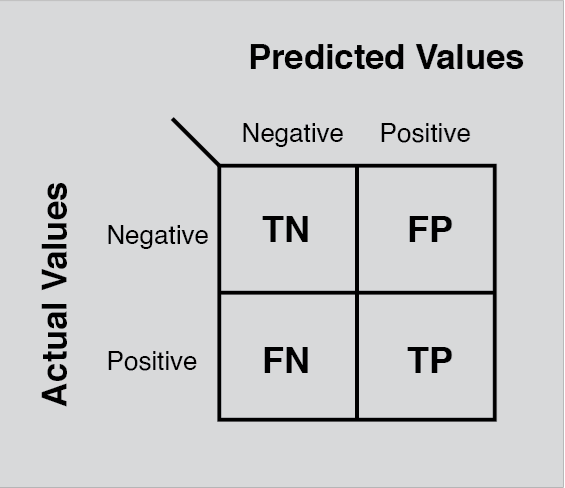 Predicted Values
Negative Positive
Actual Values
Negative TN FP
Positive FN TP